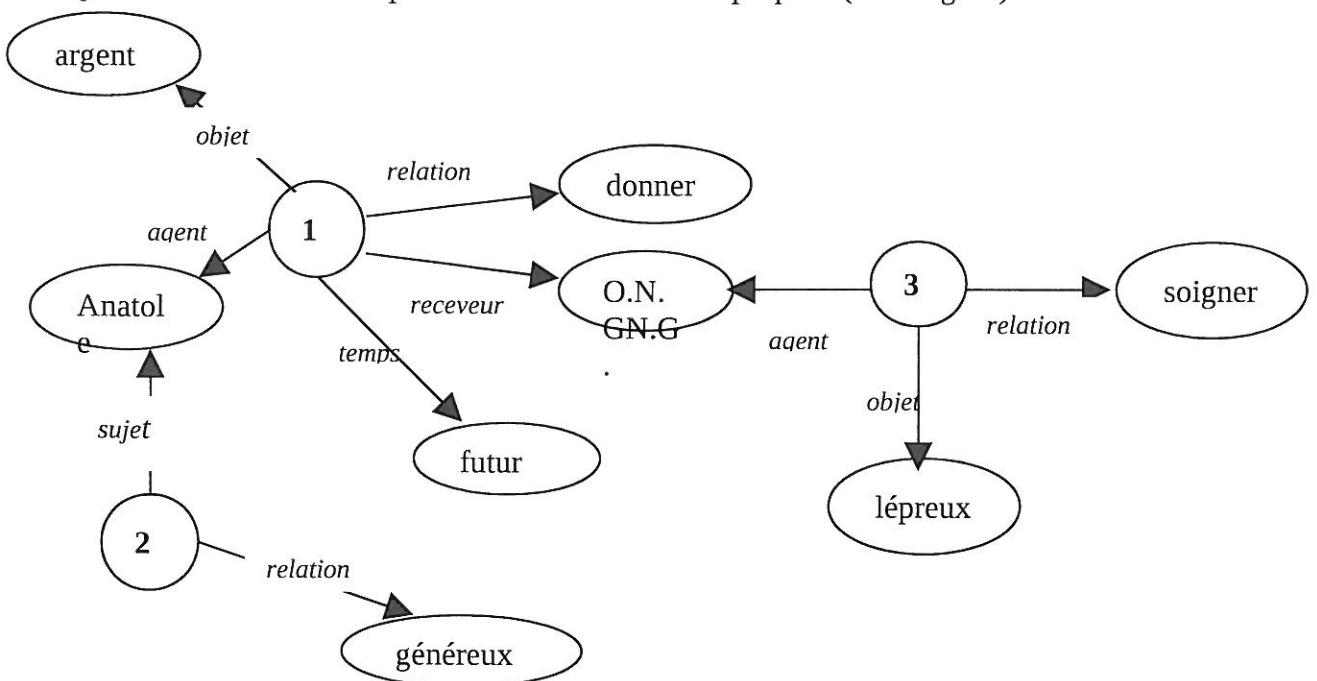 argent
objet
relation
donner
1
agent
Anatol
e
receveur
O.N.
GN.G
.
3
soigner
relation
agent
temps
objet
sujet
futur
lépreux
2
relation
généreux